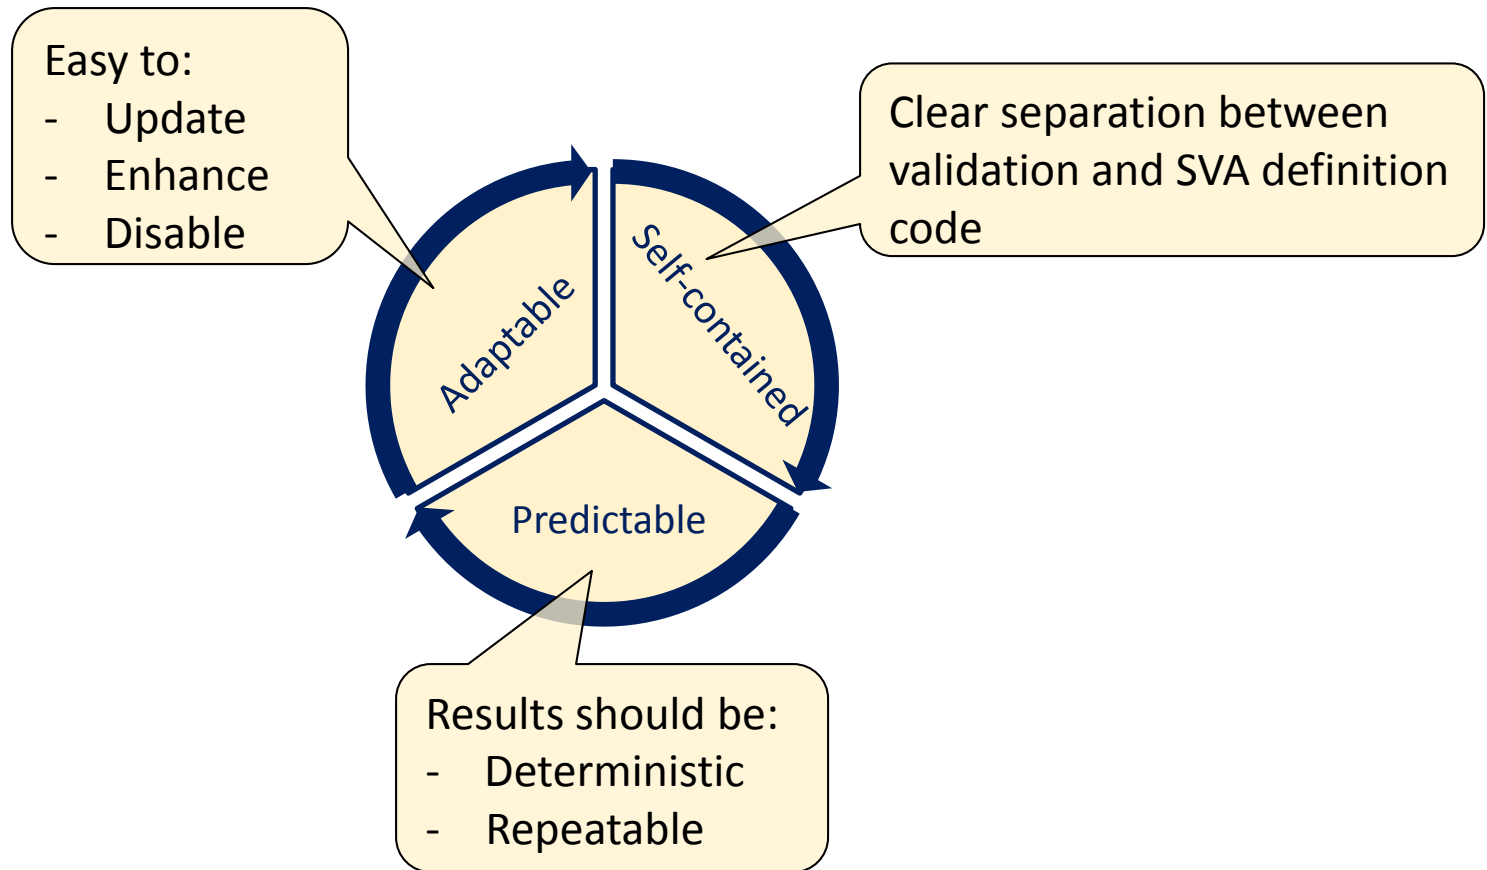 Easy to:
- Update
- Enhance
- Disable
Clear separation between
validation and SVA definition
code
Adaptable
Self-contained
Predictable
Results should be:
- Deterministic
- Repeatable